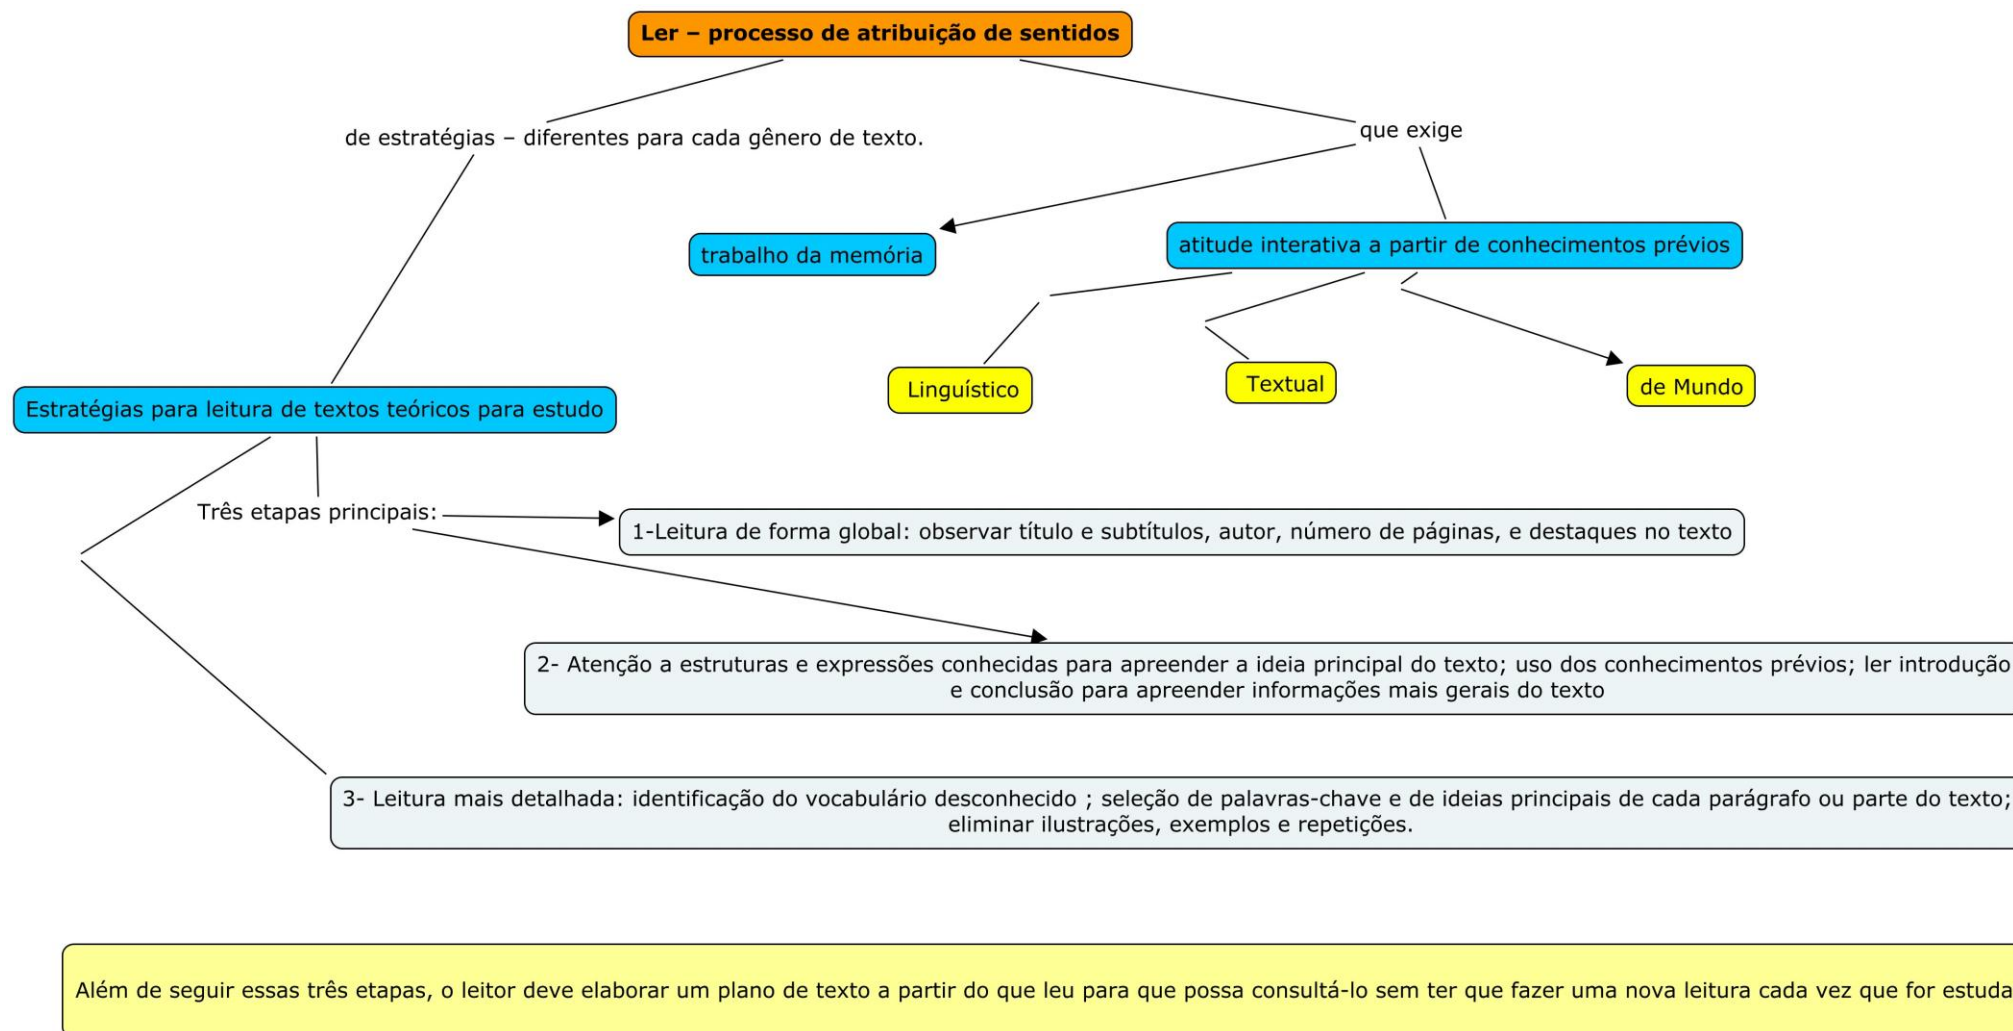 Ler – processo de atribuição de sentidos
de estratégias – diferentes para cada gênero de texto.
que exige
trabalho da memória
atitude interativa a partir de conhecimentos prévios
Linguístico
Textual
de Mundo
Estratégias para leitura de textos teóricos para estudo
Três etapas principais:
1-Leitura de forma global: observar título e subtítulos, autor, número de páginas, e destaques no texto
2- Atenção a estruturas e expressões conhecidas para apreender a ideia principal do texto; uso dos conhecimentos prévios; ler introdução
e conclusão para apreender informações mais gerais do texto
3- Leitura mais detalhada: identificação do vocabulário desconhecido ; seleção de palavras-chave e de ideias principais de cada parágrafo ou parte do texto;
eliminar ilustrações, exemplos e repetições.
Além de seguir essas três etapas, o leitor deve elaborar um plano de texto a partir do que leu para que possa consultá-lo sem ter que fazer uma nova leitura cada vez que for estuda